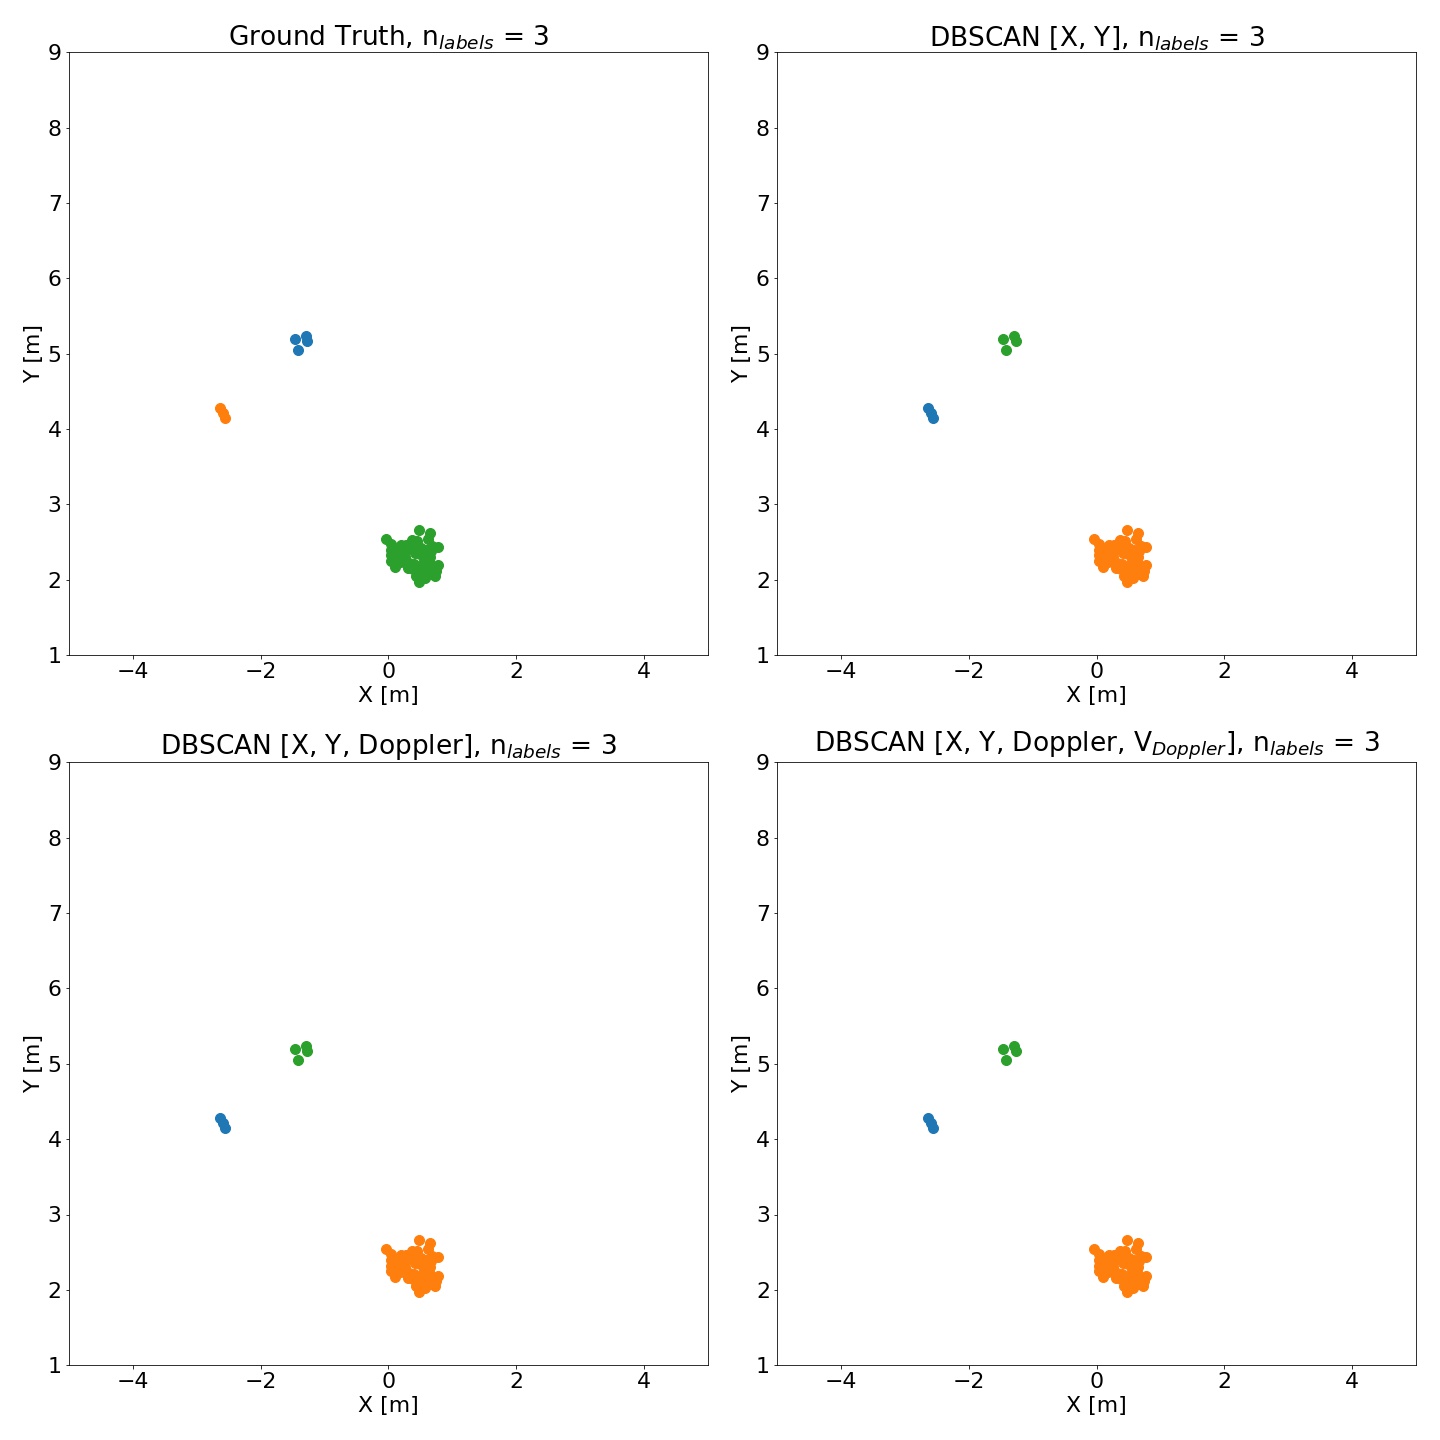 Ground Truth, n_labels = 3
9
8
7
6
5
4
3
2
1
Y [m]
−4 −2 0 2 4
X [m]
DBSCAN [X, Y], n_labels = 3
9
8
7
6
5
4
3
2
1
Y [m]
−4 −2 0 2 4
X [m]
DBSCAN [X, Y, Doppler], n_labels = 3
9
8
7
6
5
4
3
2
1
Y [m]
−4 −2 0 2 4
X [m]
DBSCAN [X, Y, Doppler, V_Doppler], n_labels = 3
9
8
7
6
5
4
3
2
1
Y [m]
−4 −2 0 2 4
X [m]